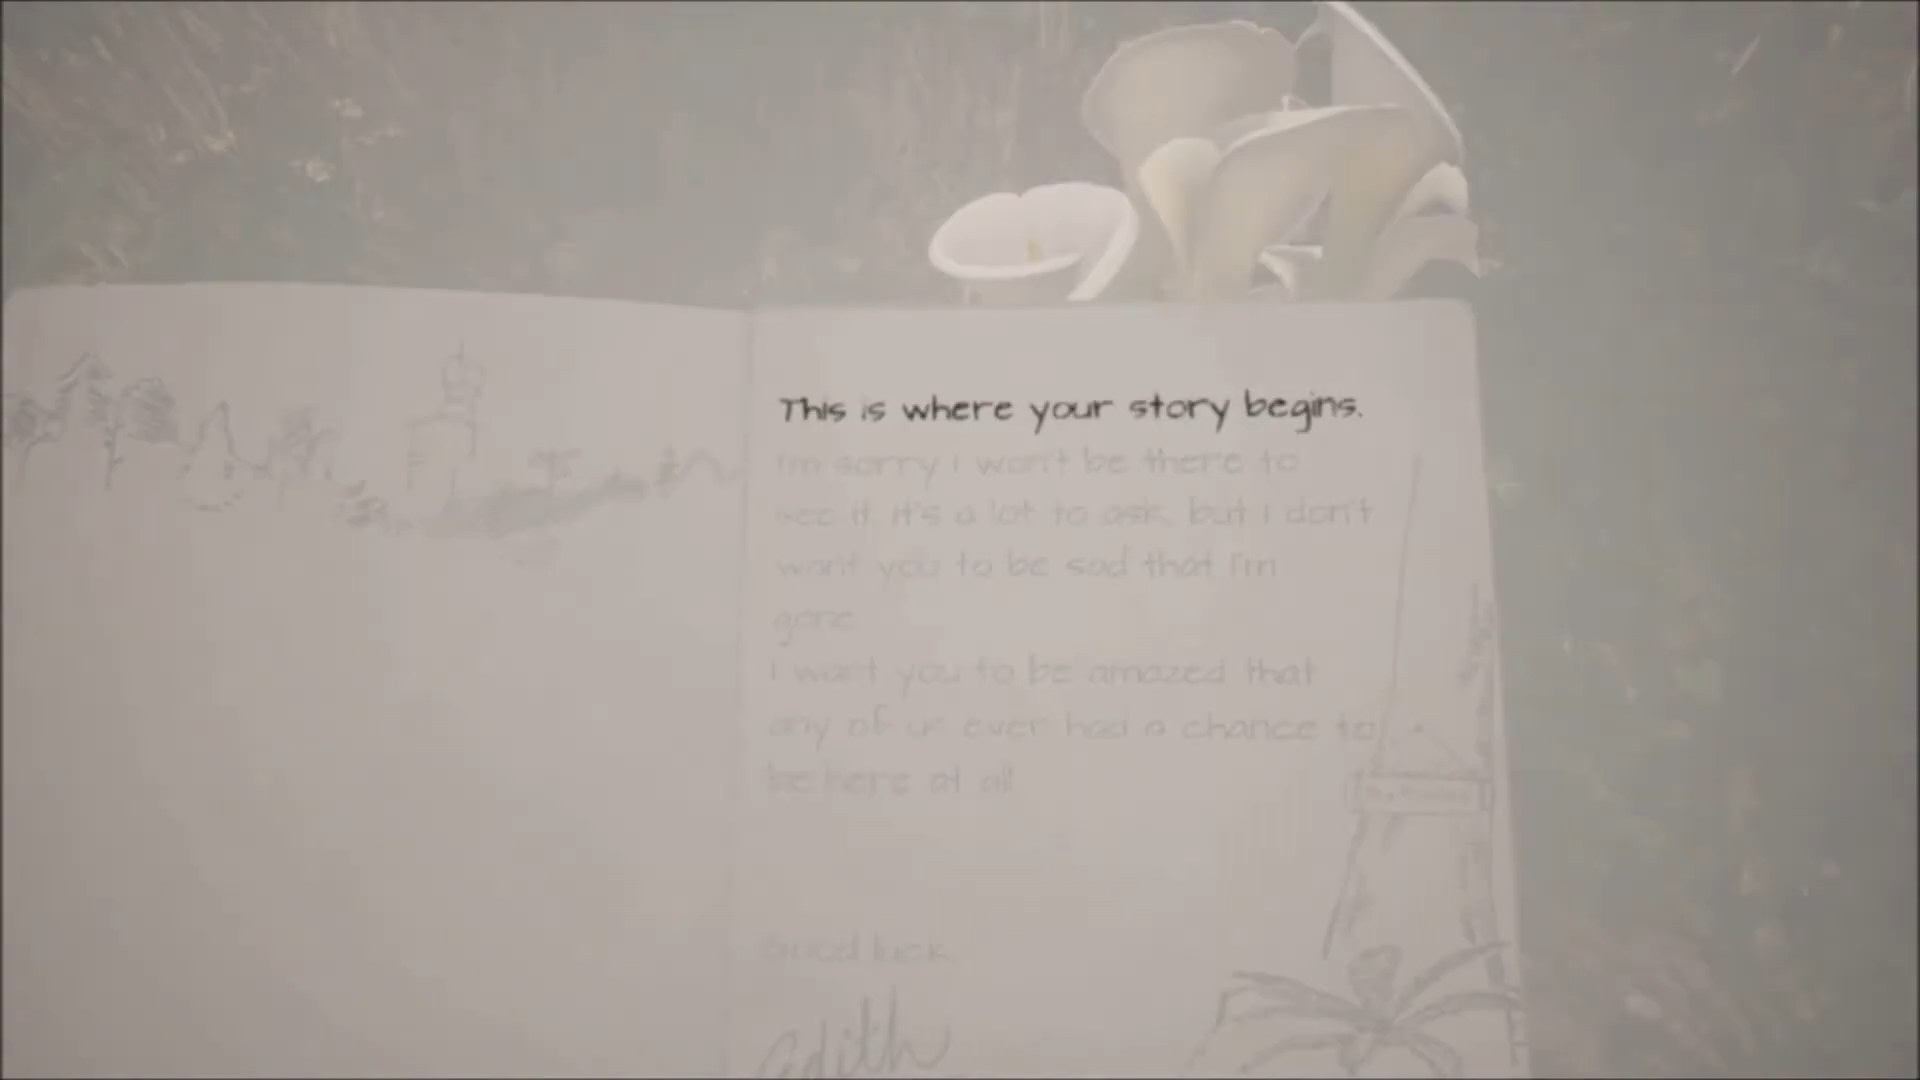 This is where your story begins.
I'm sorry I won't be there to
see it. It's a lot to ask, but I don't
want you to be sad that I'm
gone
I want you to be amazed that
any of us ever had a chance to
be here at all
Good luck
Edith